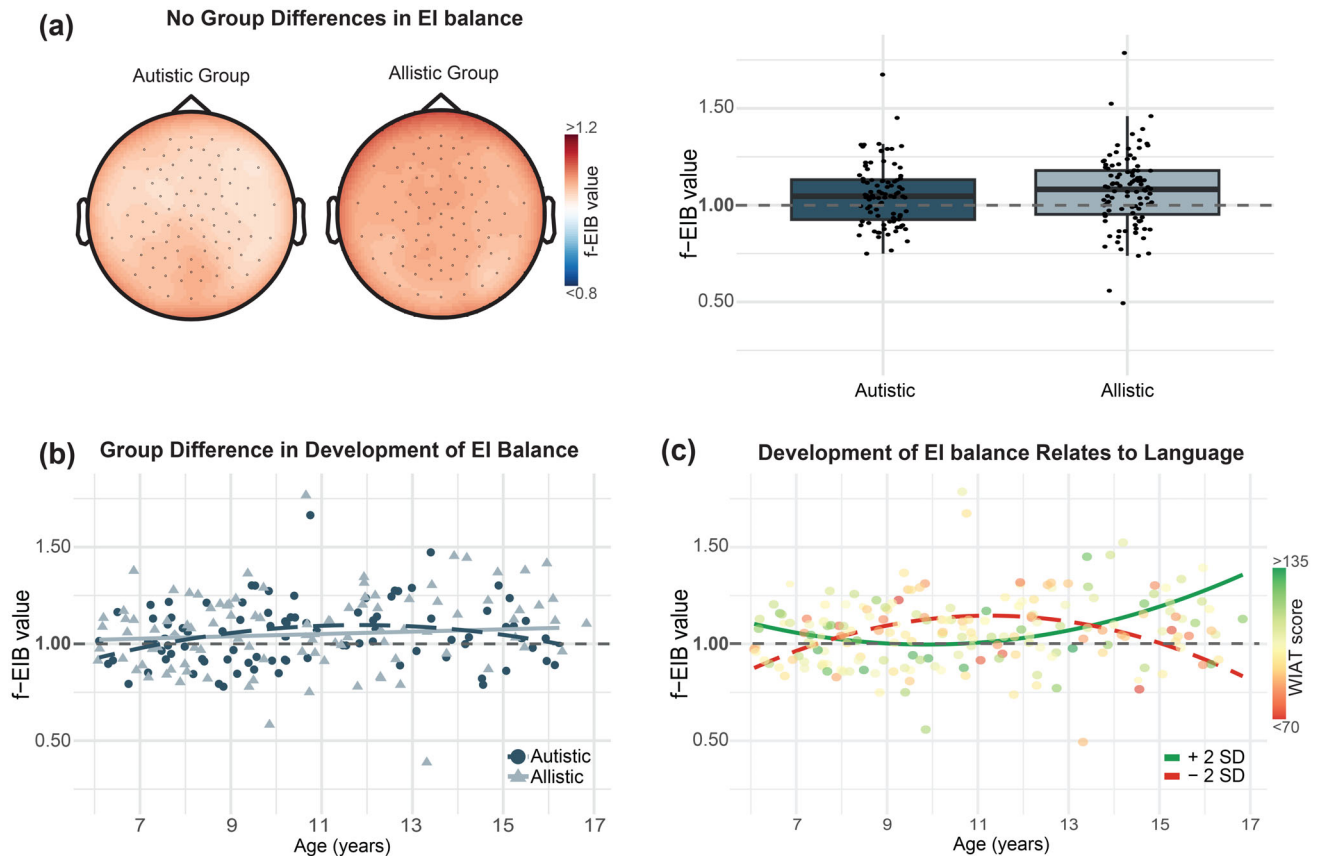 (a)
No Group Differences in EI balance
Autistic Group
Allistic Group
>1.2
f-EIB value
<0.8
f−EIB value
1.50
1.00
0.50
Autistic
Allistic
(b)
Group Difference in Development of EI Balance
f−EIB value
1.50
1.00
0.50
Autistic
Allistic
7
9
11
13
15
17
Age (years)
(c)
Development of EI balance Relates to Language
f−EIB value
1.50
1.00
0.50
>135
WIAT score
<70
+ 2 SD
− 2 SD
7
9
11
13
15
17
Age (years)